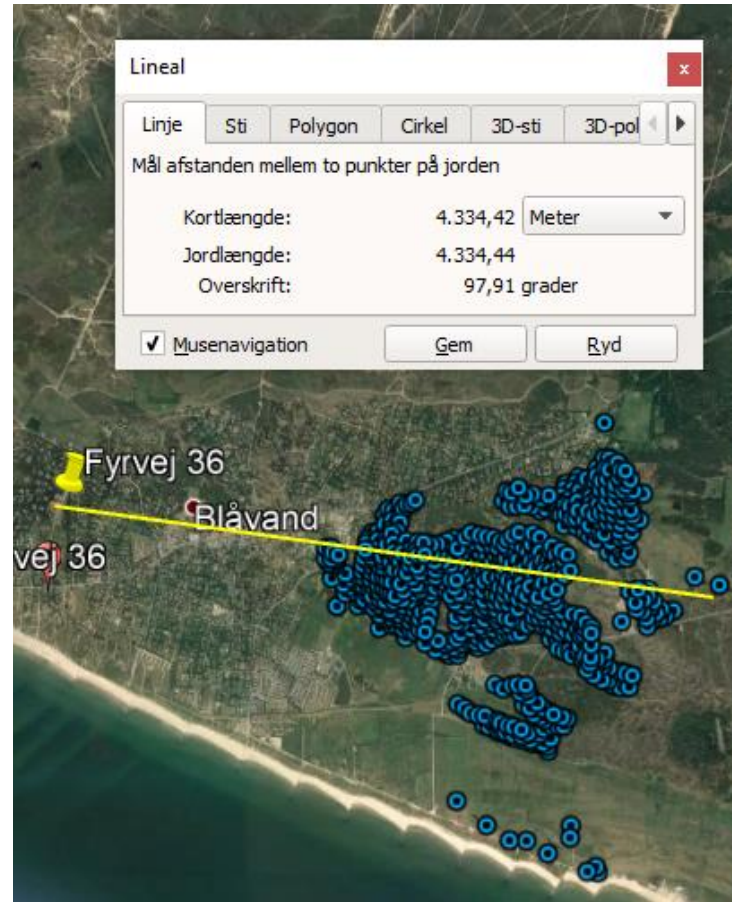 Lineal
x
Linje Sti Polygon Cirkel 3D-sti 3D-pol
Mål afstanden mellem to punkter på jorden
Kortlængde: 4.334,42 Meter
Jordlængde: 4.334,44
Overskrift: 97,91 grader
Musenavigation Gem Ryd
Fyrvej 36
Blåvand
vej 36